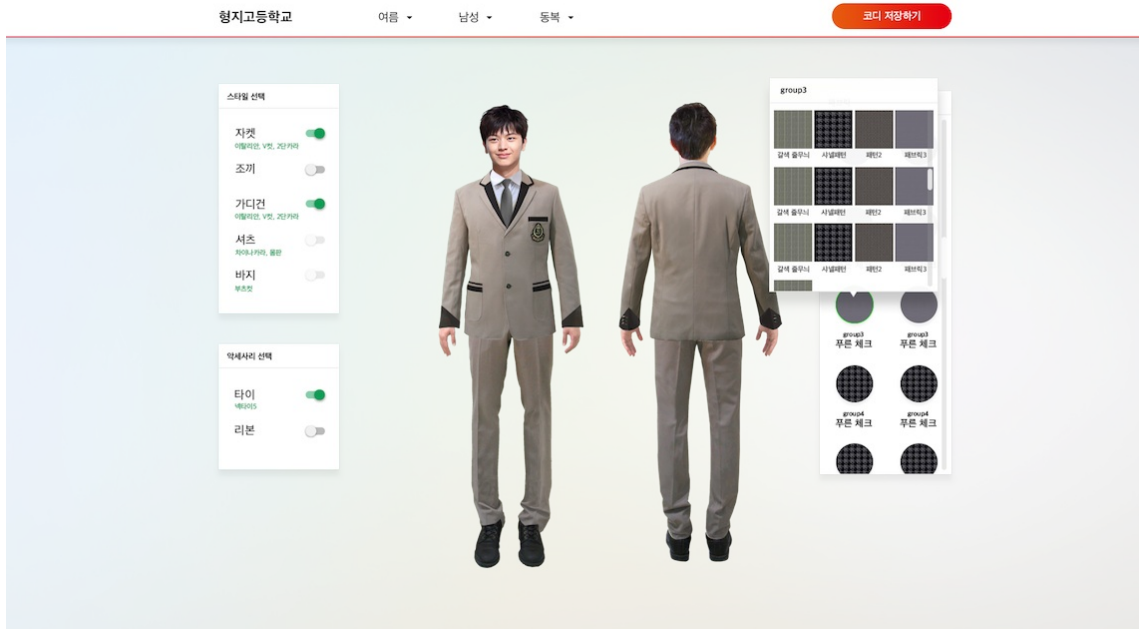 형지고등학교
여름
남성
동복
코디 저장하기
스타일 선택
자켓
이탈리안, V컷, 2단카라
조끼
가디건
이탈리안, V컷, 2단카라
셔츠
차이나카라, 폴판
바지
부츠컷
악세사리 선택
타이
넥타이5
리본
group3
갈색 줄무늬 샤넬패턴 패턴2 패브릭3
갈색 줄무늬 샤넬패턴 패턴2 패브릭3
갈색 줄무늬 샤넬패턴 패턴2 패브릭3
group3 group3
푸른 체크 푸른 체크
group4 group4
푸른 체크 푸른 체크